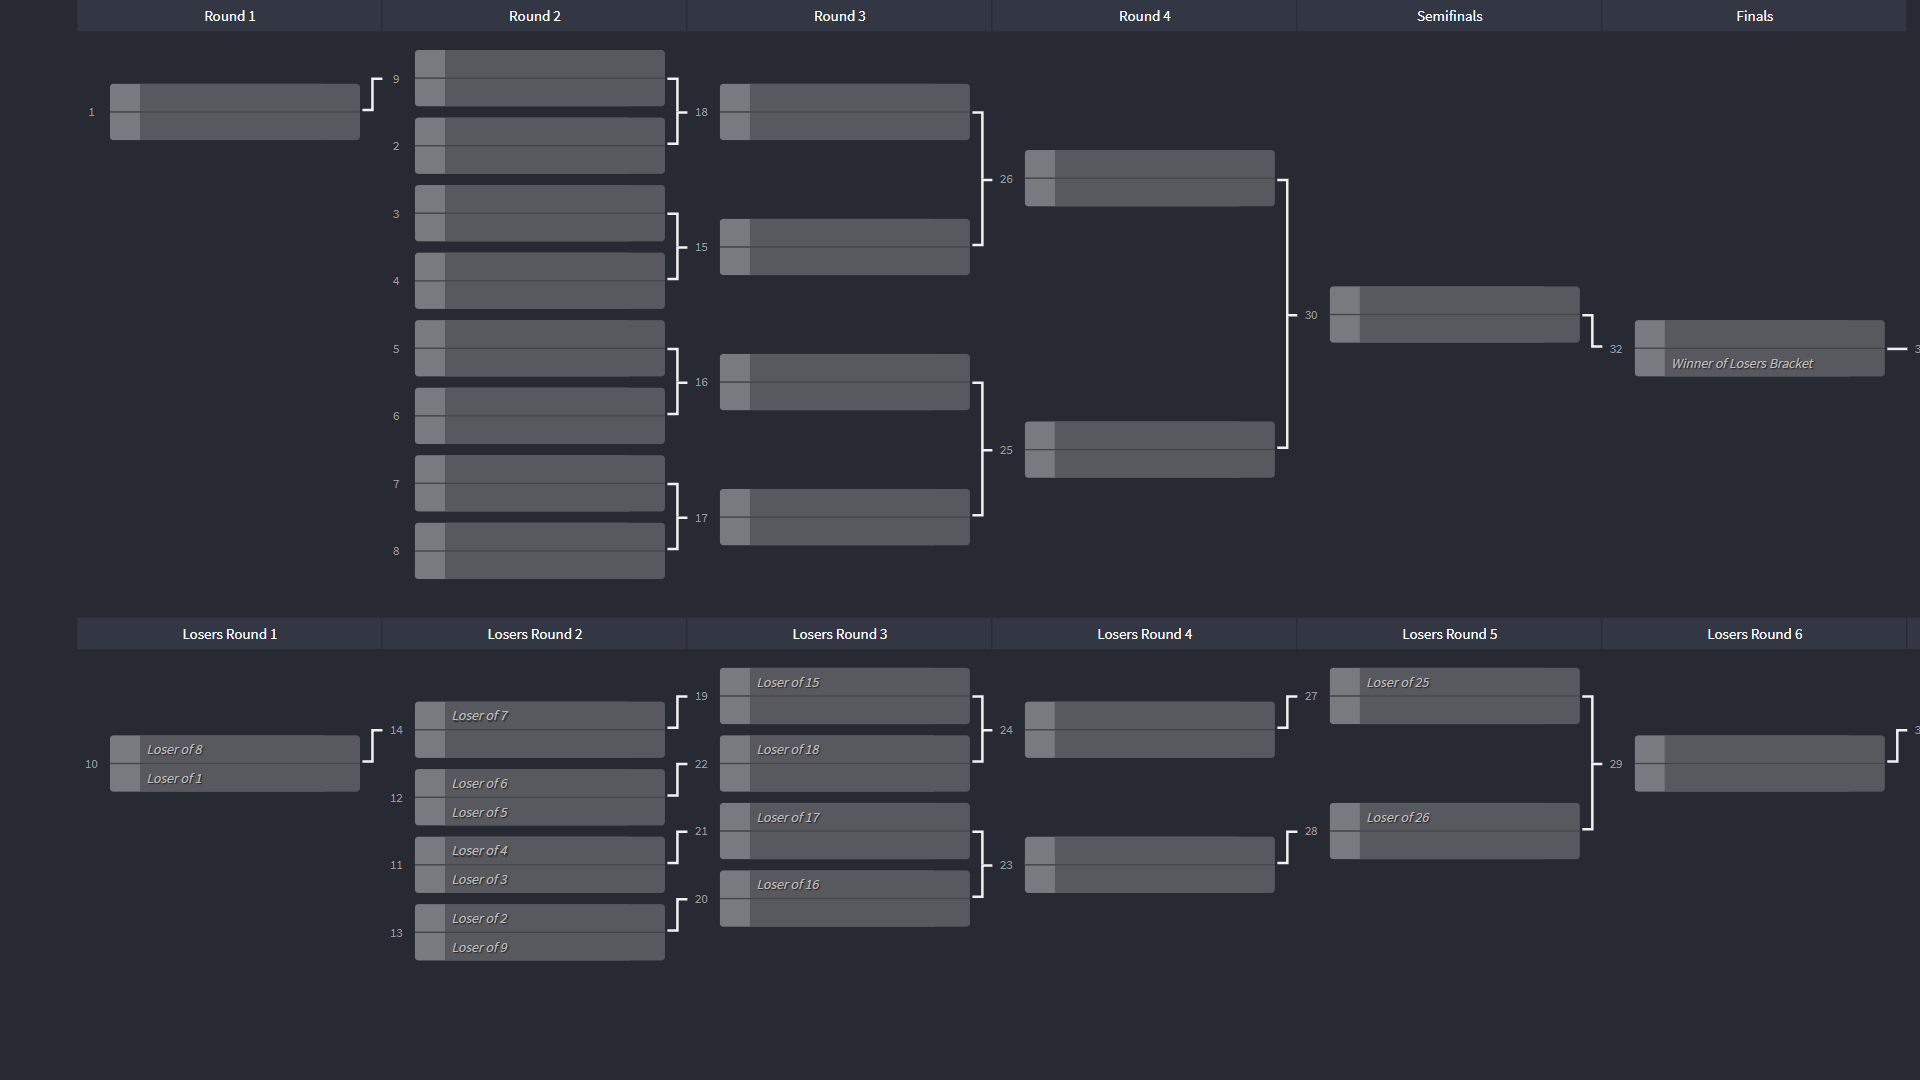 Round 1
Round 2
Round 3
Round 4
Semifinals
Finals
1
9
2
3
4
5
6
7
8
18
15
16
17
26
25
30
32
Winner of Losers Bracket
Losers Round 1
Losers Round 2
Losers Round 3
Losers Round 4
Losers Round 5
Losers Round 6
10
Loser of 8
Loser of 1
14
Loser of 7
12
Loser of 6
Loser of 5
11
Loser of 4
Loser of 3
13
Loser of 2
Loser of 9
19
Loser of 15
22
Loser of 18
21
Loser of 17
20
Loser of 16
24
23
27
Loser of 25
28
Loser of 26
29